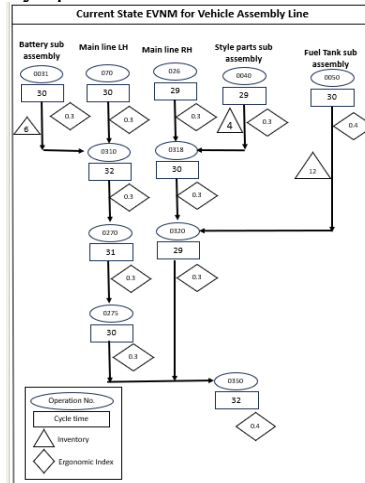 Current State EVNM for Vehicle Assembly Line
Battery sub
assembly
Main line LH
Main line RH
Style parts sub
assembly
Fuel Tank sub
assembly
0031
070
026
0040
0050
30
30
29
29
30
0.3
0.3
0.3
0.4
6
4
0310
0318
32
30
12
0.3
0.3
0270
0320
31
29
0.3
0.3
0275
30
0.3
0350
32
0.4
Operation No.
Cycle time
Inventory
Ergonomic Index